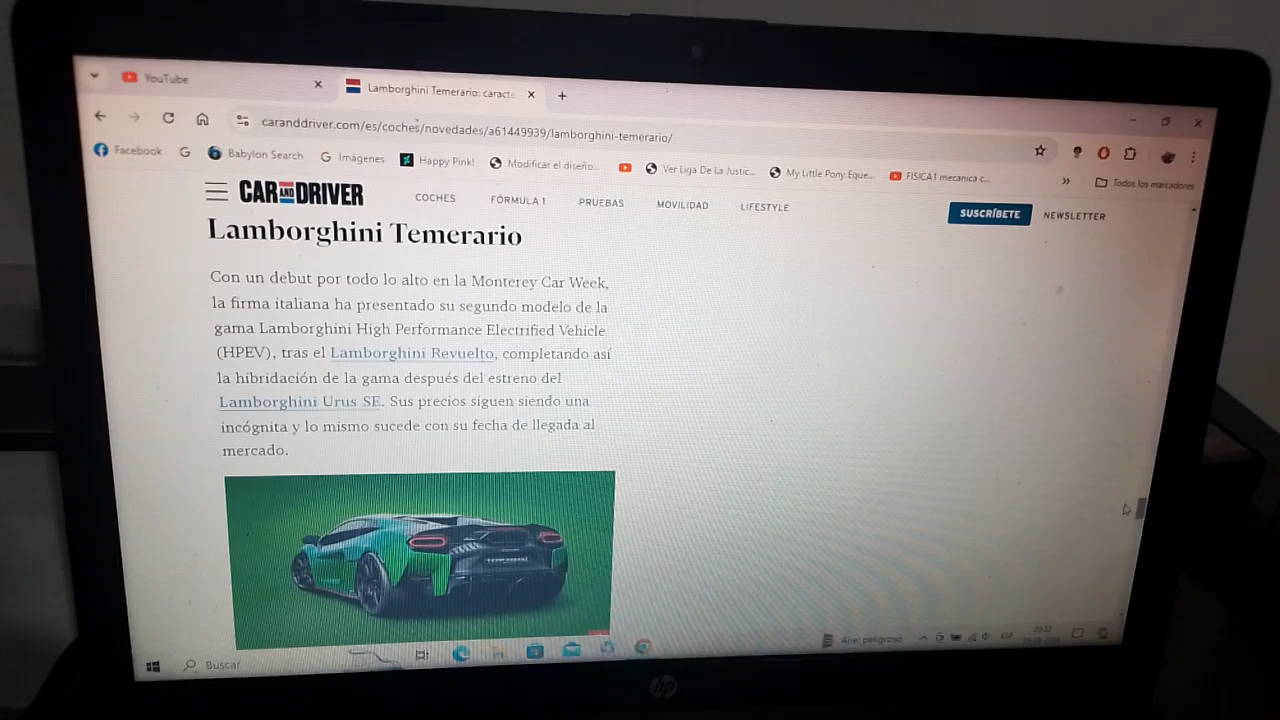 YouTube
Lamborghini Temerario: caracte
caranddriver.com/es/coches/novedades/a61449939/lamborghini-temerario/
Facebook
Babylon Search
Imágenes
Happy Pink!
Modificar el diseño...
Ver Liga De La Justic...
My Little Pony Eque...
FISICA1 mecanica c...
Todos los marcadores
CAR AND DRIVER
COCHES
FÓRMULA 1
PRUEBAS
MOVILIDAD
LIFESTYLE
SUSCRÍBETE
NEWSLETTER
Lamborghini Temerario
Con un debut por todo lo alto en la Monterey Car Week,
la firma italiana ha presentado su segundo modelo de la
gama Lamborghini High Performance Electrified Vehicle
(HPEV), tras el Lamborghini Revuelto, completando así
la hibridación de la gama después del estreno del
Lamborghini Urus SE. Sus precios siguen siendo una
incógnita y lo mismo sucede con su fecha de llegada al
mercado.
Buscar
Aire: peligroso
ESP
hp